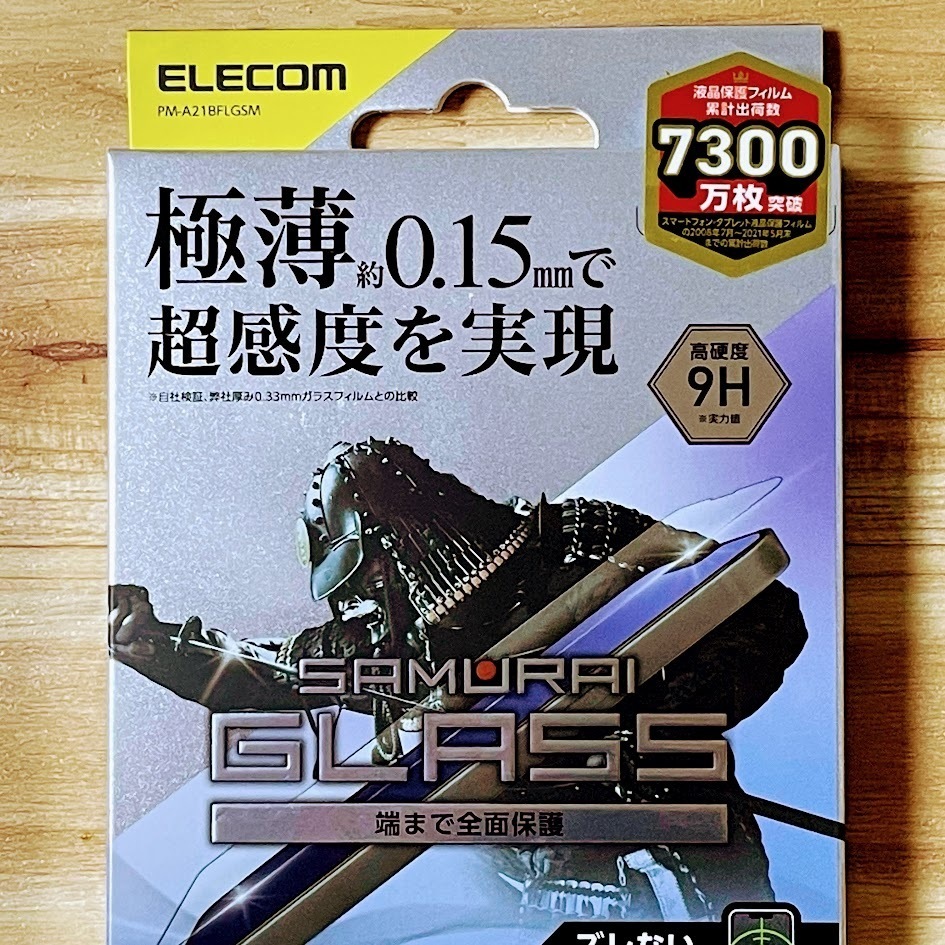 ELECOM
PM-A21BFLGSM
液晶保護フィルム
累計出荷数
7300
万枚突破
スマートフォン・タブレット液晶保護フィルム
の2008年7月～2021年5月末
までの累計出荷数
極薄約0.15mmで
超感度を実現
※自社検証、弊社厚み0.33mmガラスフィルムとの比較
高硬度
9H
※実力値
SAMURAI
GLASS
端まで全面保護
ズレない